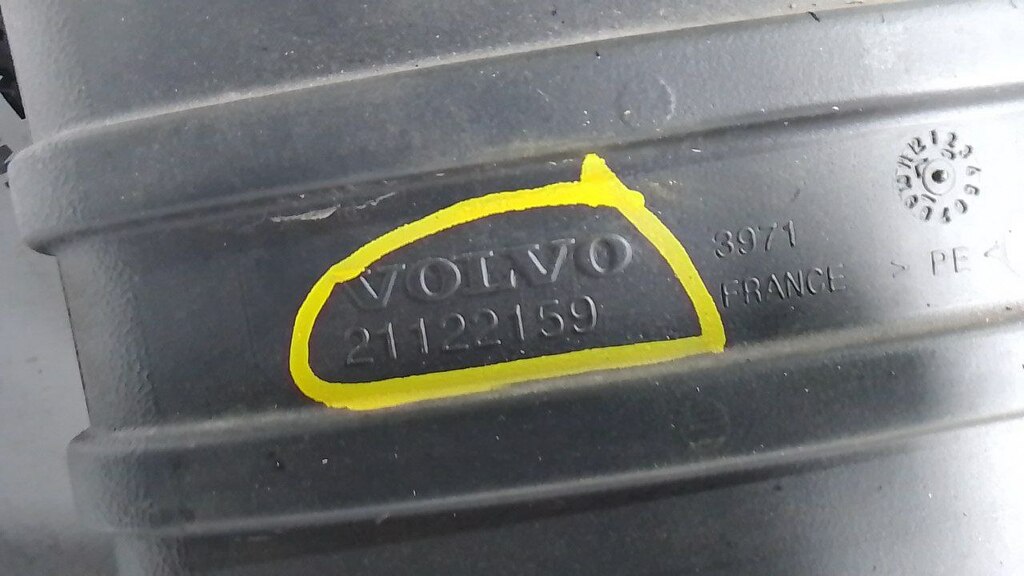 VOLVO
21122159
3971
FRANCE
> PE <